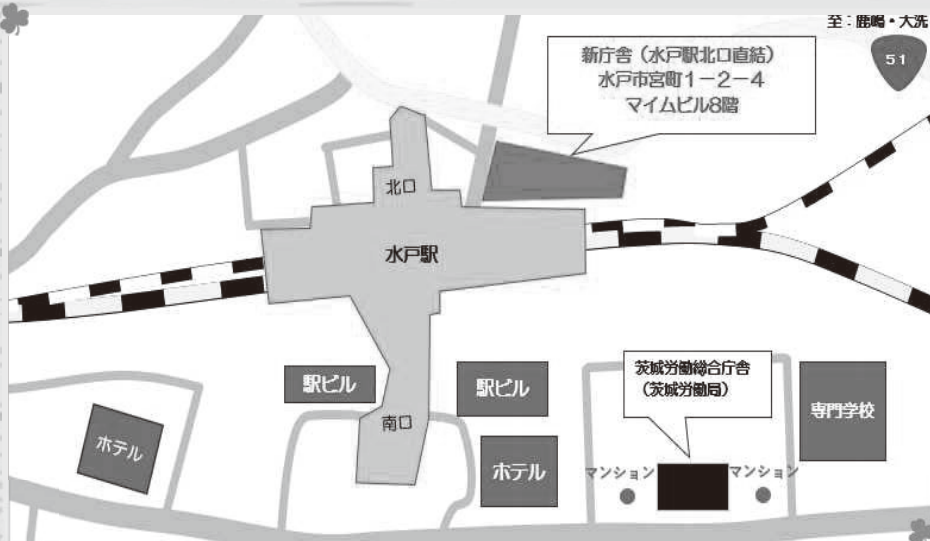 至：鹿嶋・大洗
51
新庁舎（水戸駅北口直結）
水戸市宮町１－２－４
マイムビル8階
北口
水戸駅
駅ビル
駅ビル
茨城労働総合庁舎
（茨城労働局）
専門学校
南口
ホテル
ホテル
マンション
マンション